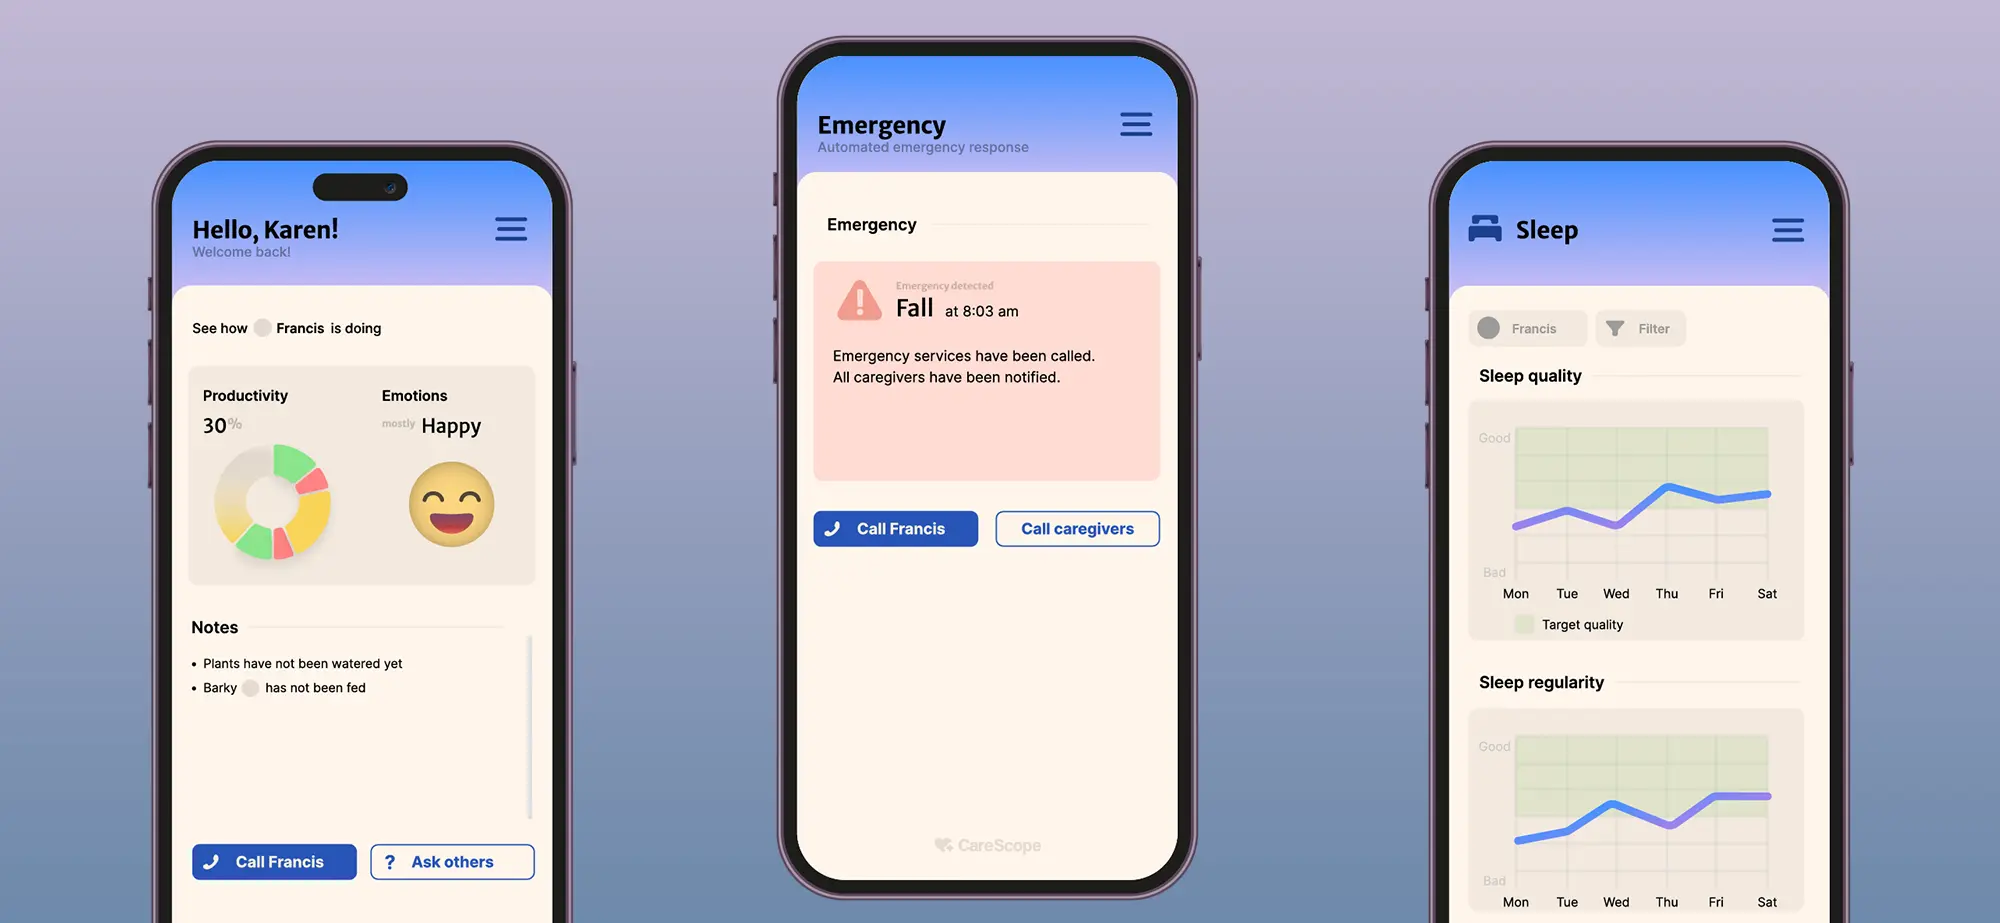 Hello, Karen!
Welcome back!
See how Francis is doing
Productivity
30%
Emotions
mostly Happy
Notes
• Plants have not been watered yet
• Barky has not been fed
Call Francis
? Ask others
Emergency
Automated emergency response
Emergency
Emergency detected
Fall at 8:03 am
Emergency services have been called.
All caregivers have been notified.
Call Francis
Call caregivers
CareScope
Sleep
Francis
Filter
Sleep quality
Good
Bad
Mon Tue Wed Thu Fri Sat
Target quality
Sleep regularity
Good
Bad
Mon Tue Wed Thu Fri Sat